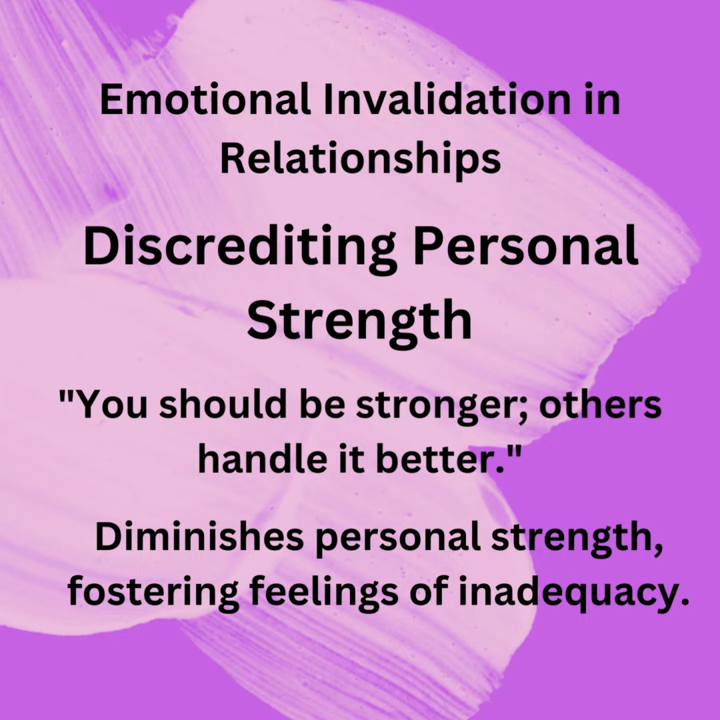 Emotional Invalidation in
Relationships
Discrediting Personal
Strength
"You should be stronger; others
handle it better."
Diminishes personal strength,
fostering feelings of inadequacy.